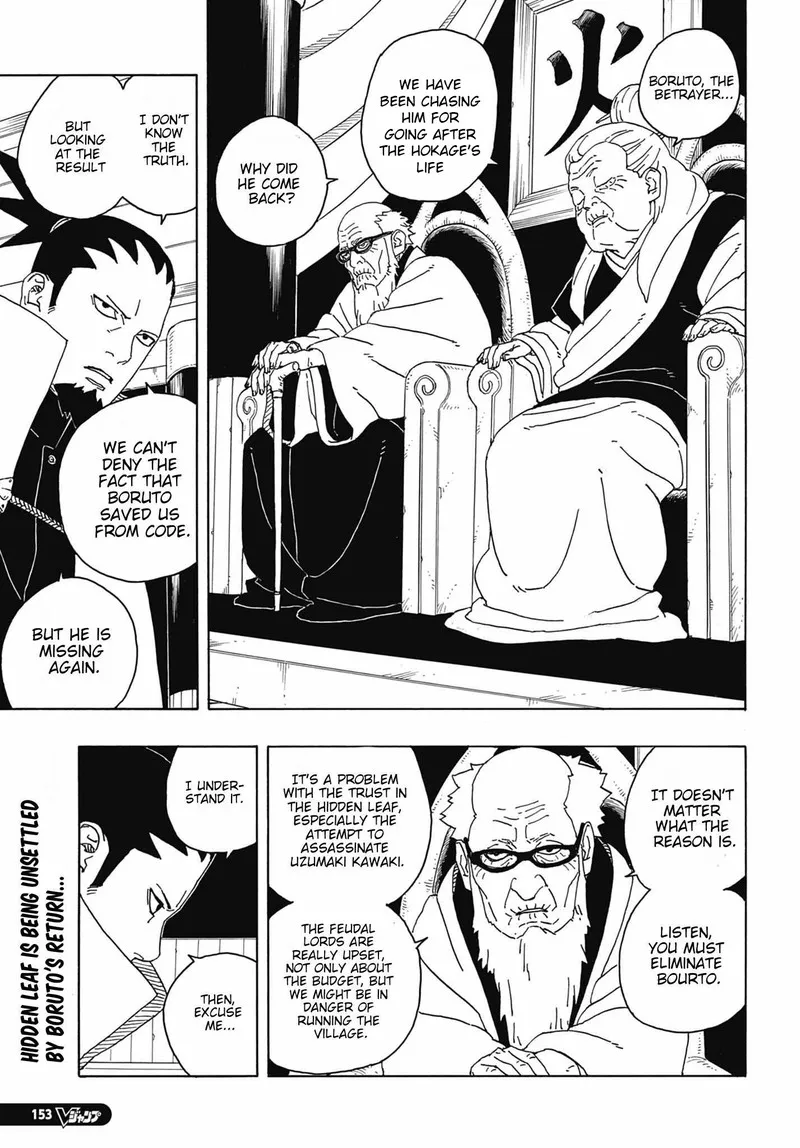 BORUTO, THE
BETRAYER...
WE HAVE
BEEN CHASING
HIM FOR
GOING AFTER
THE HOKAGE'S
LIFE
WHY DID
HE COME
BACK?
火
I DON'T
KNOW
THE
TRUTH.
BUT
LOOKING
AT THE
RESULT
WE CAN'T
DENY THE
FACT THAT
BORUTO
SAVED US
FROM CODE.
BUT HE IS
MISSING
AGAIN.
IT DOESN'T
MATTER
WHAT THE
REASON IS.
LISTEN,
YOU MUST
ELIMINATE
BOURTO.
IT'S A PROBLEM
WITH THE TRUST IN
THE HIDDEN LEAF,
ESPECIALLY THE
ATTEMPT TO
ASSASSINATE
UZUMAKI KAWAKI.
THE FEUDAL
LORDS ARE
REALLY UPSET,
NOT ONLY ABOUT
THE BUDGET, BUT
WE MIGHT BE IN
DANGER OF
RUNNING THE
VILLAGE.
I UNDER-
STAND IT.
THEN,
EXCUSE
ME...
HIDDEN LEAF IS BEING UNSETTLED
BY BORUTO'S RETURN...
153 Vジャンプ